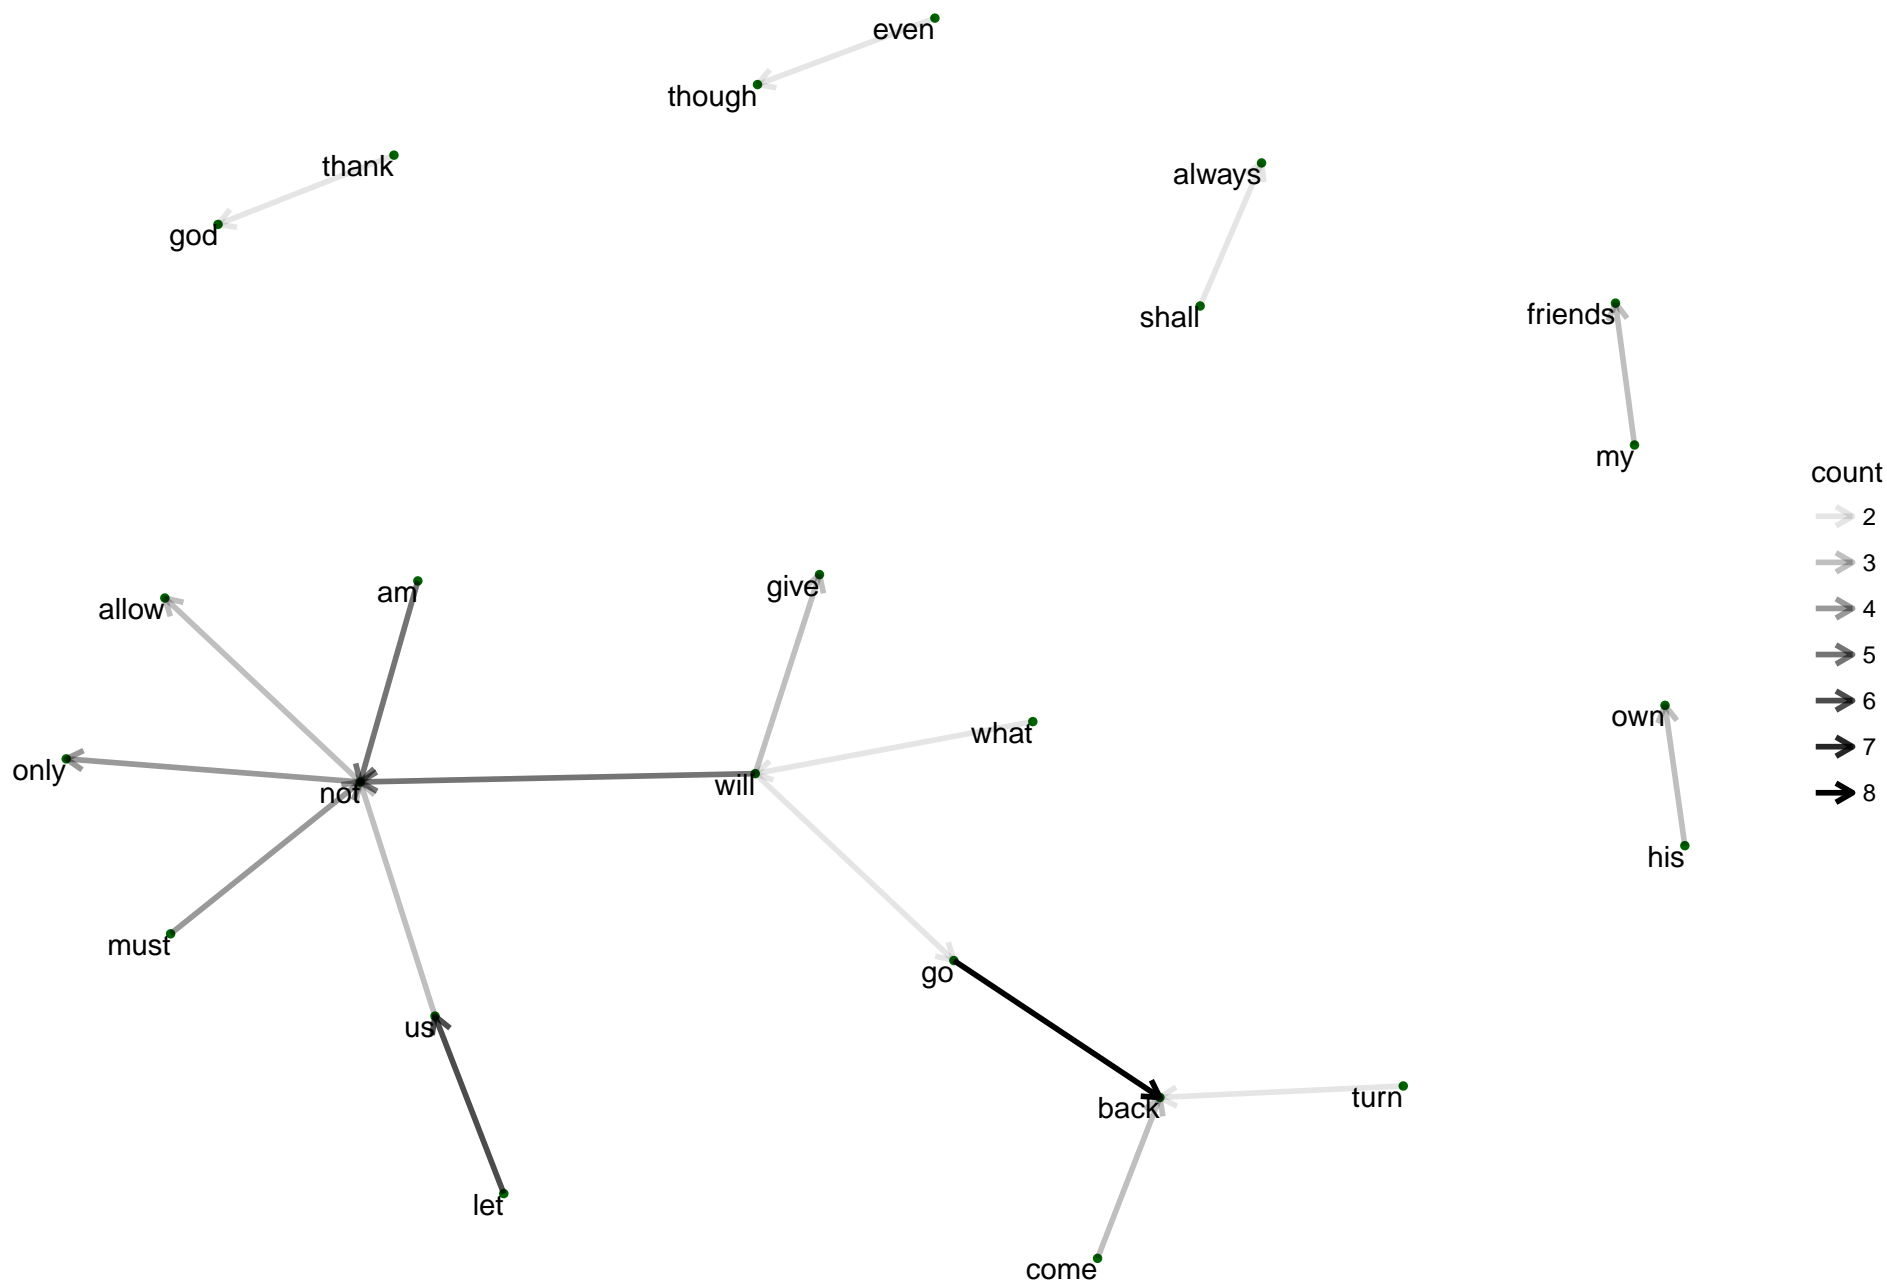 even
though
thank
god
always
shall
friends
my
count
2
3
4
5
6
7
8
allow
am
give
only
not
will
what
own
his
must
us
go
back
turn
let
come